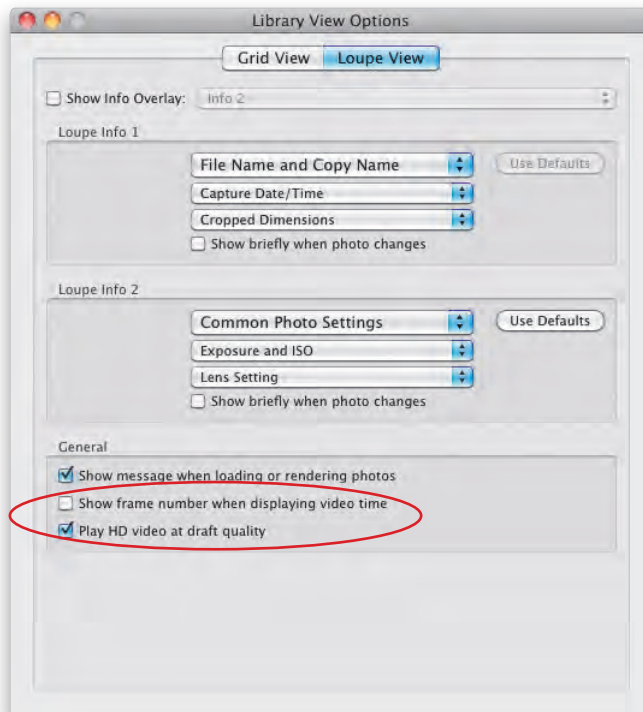 Library View Options
Grid View Loupe View
Show Info Overlay: Info 2
Loupe Info 1
File Name and Copy Name Use Defaults
Capture Date/Time
Cropped Dimensions
Show briefly when photo changes
Loupe Info 2
Common Photo Settings Use Defaults
Exposure and ISO
Lens Setting
Show briefly when photo changes
General
Show message when loading or rendering photos
Show frame number when displaying video time
Play HD video at draft quality